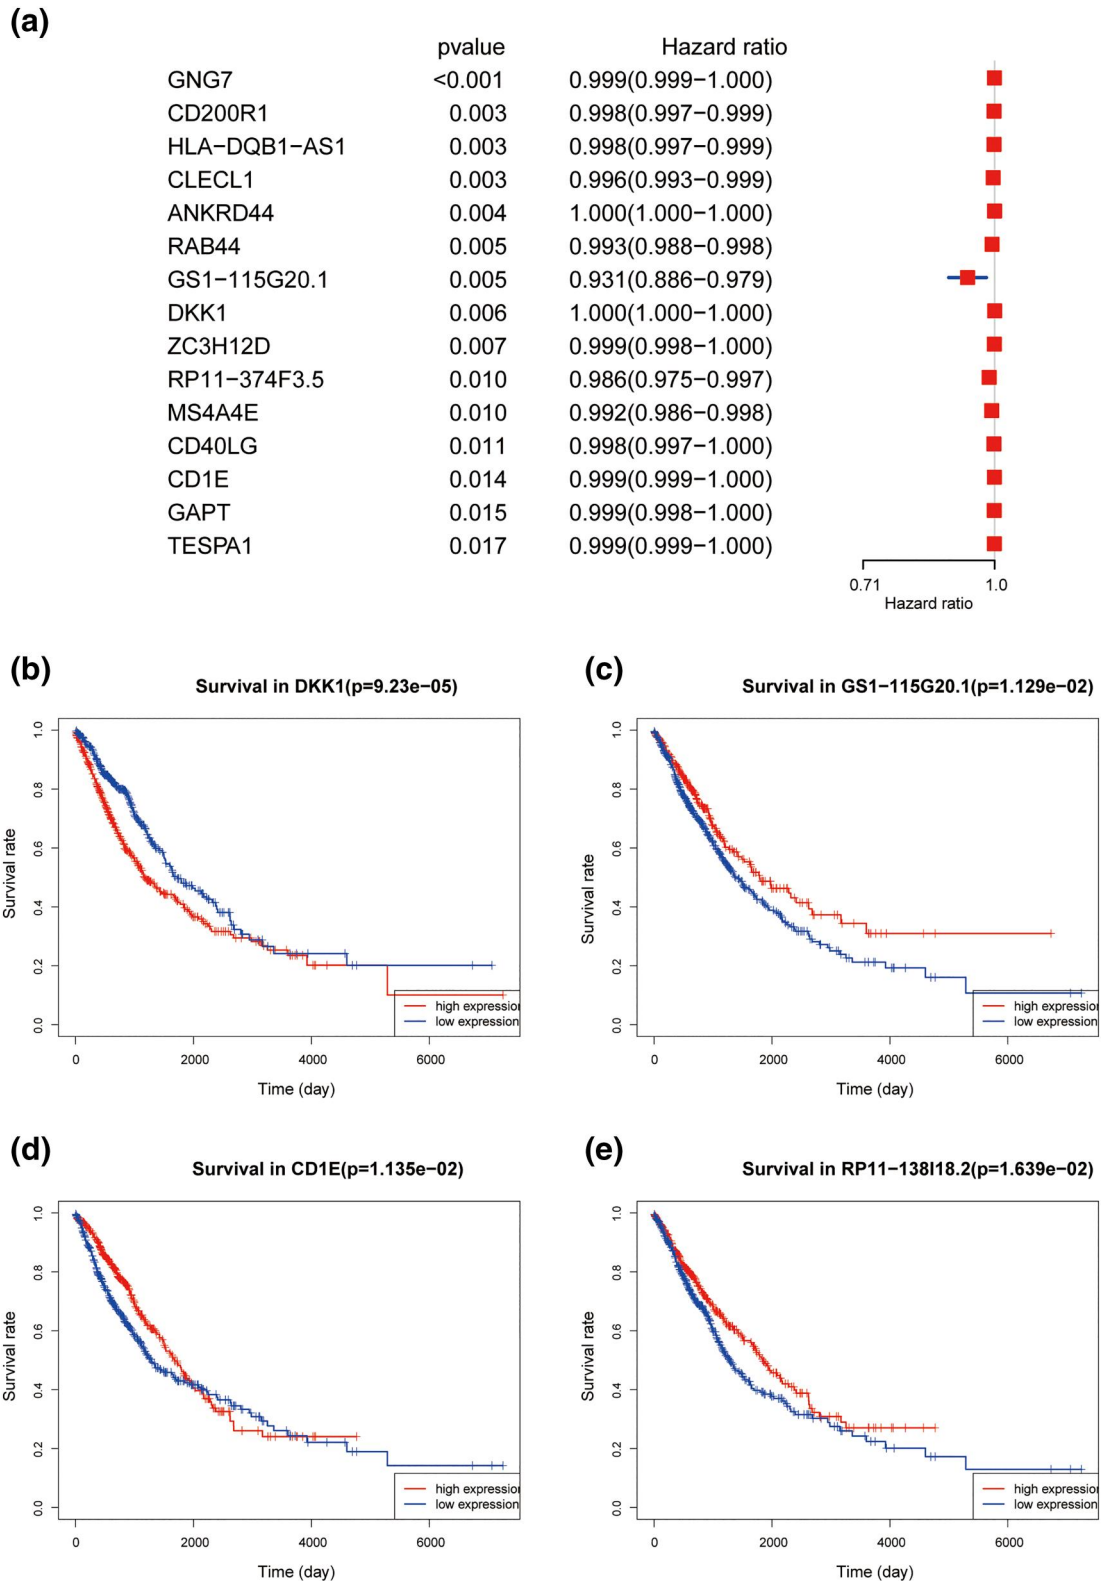 (a)
pvalue Hazard ratio
GNG7 <0.001 0.999(0.999−1.000)
CD200R1 0.003 0.998(0.997−0.999)
HLA−DQB1−AS1 0.003 0.998(0.997−0.999)
CLECL1 0.003 0.996(0.993−0.999)
ANKRD44 0.004 1.000(1.000−1.000)
RAB44 0.005 0.993(0.988−0.998)
GS1−115G20.1 0.005 0.931(0.886−0.979)
DKK1 0.006 1.000(1.000−1.000)
ZC3H12D 0.007 0.999(0.998−1.000)
RP11−374F3.5 0.010 0.986(0.975−0.997)
MS4A4E 0.010 0.992(0.986−0.998)
CD40LG 0.011 0.998(0.997−1.000)
CD1E 0.014 0.999(0.999−1.000)
GAPT 0.015 0.999(0.998−1.000)
TESPA1 0.017 0.999(0.999−1.000)
0.71 1.0
Hazard ratio
(b)
Survival in DKK1(p=9.23e−05)
Survival rate
1.0
0.8
0.6
0.4
0.2
0.0
high expression
low expression
0 2000 4000 6000
Time (day)
(c)
Survival in GS1−115G20.1(p=1.129e−02)
Survival rate
1.0
0.8
0.6
0.4
0.2
0.0
high expression
low expression
0 2000 4000 6000
Time (day)
(d)
Survival in CD1E(p=1.135e−02)
Survival rate
1.0
0.8
0.6
0.4
0.2
0.0
high expression
low expression
0 2000 4000 6000
Time (day)
(e)
Survival in RP11−138I18.2(p=1.639e−02)
Survival rate
1.0
0.8
0.6
0.4
0.2
0.0
high expression
low expression
0 2000 4000 6000
Time (day)